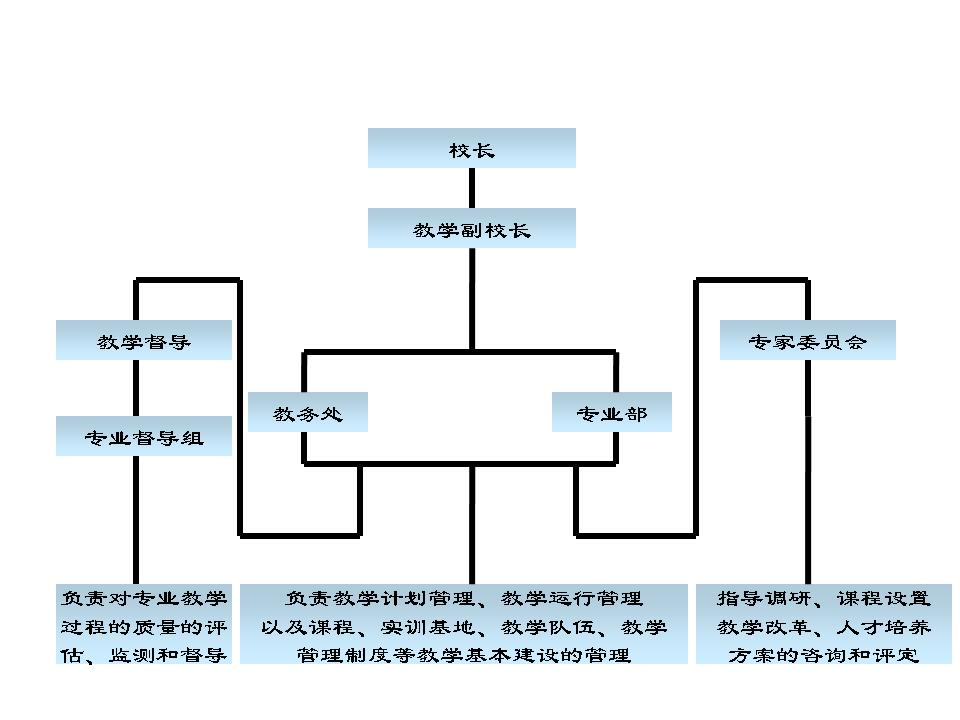 校长
教学副校长
教学督导
专家委员会
教务处
专业部
专业督导组
负责对专业教学
过程的质量的评
估、监测和督导
负责教学计划管理、教学运行管理
以及课程、实训基地、教学队伍、教学
管理制度等教学基本建设的管理
指导调研、课程设置
教学改革、人才培养
方案的咨询和评定